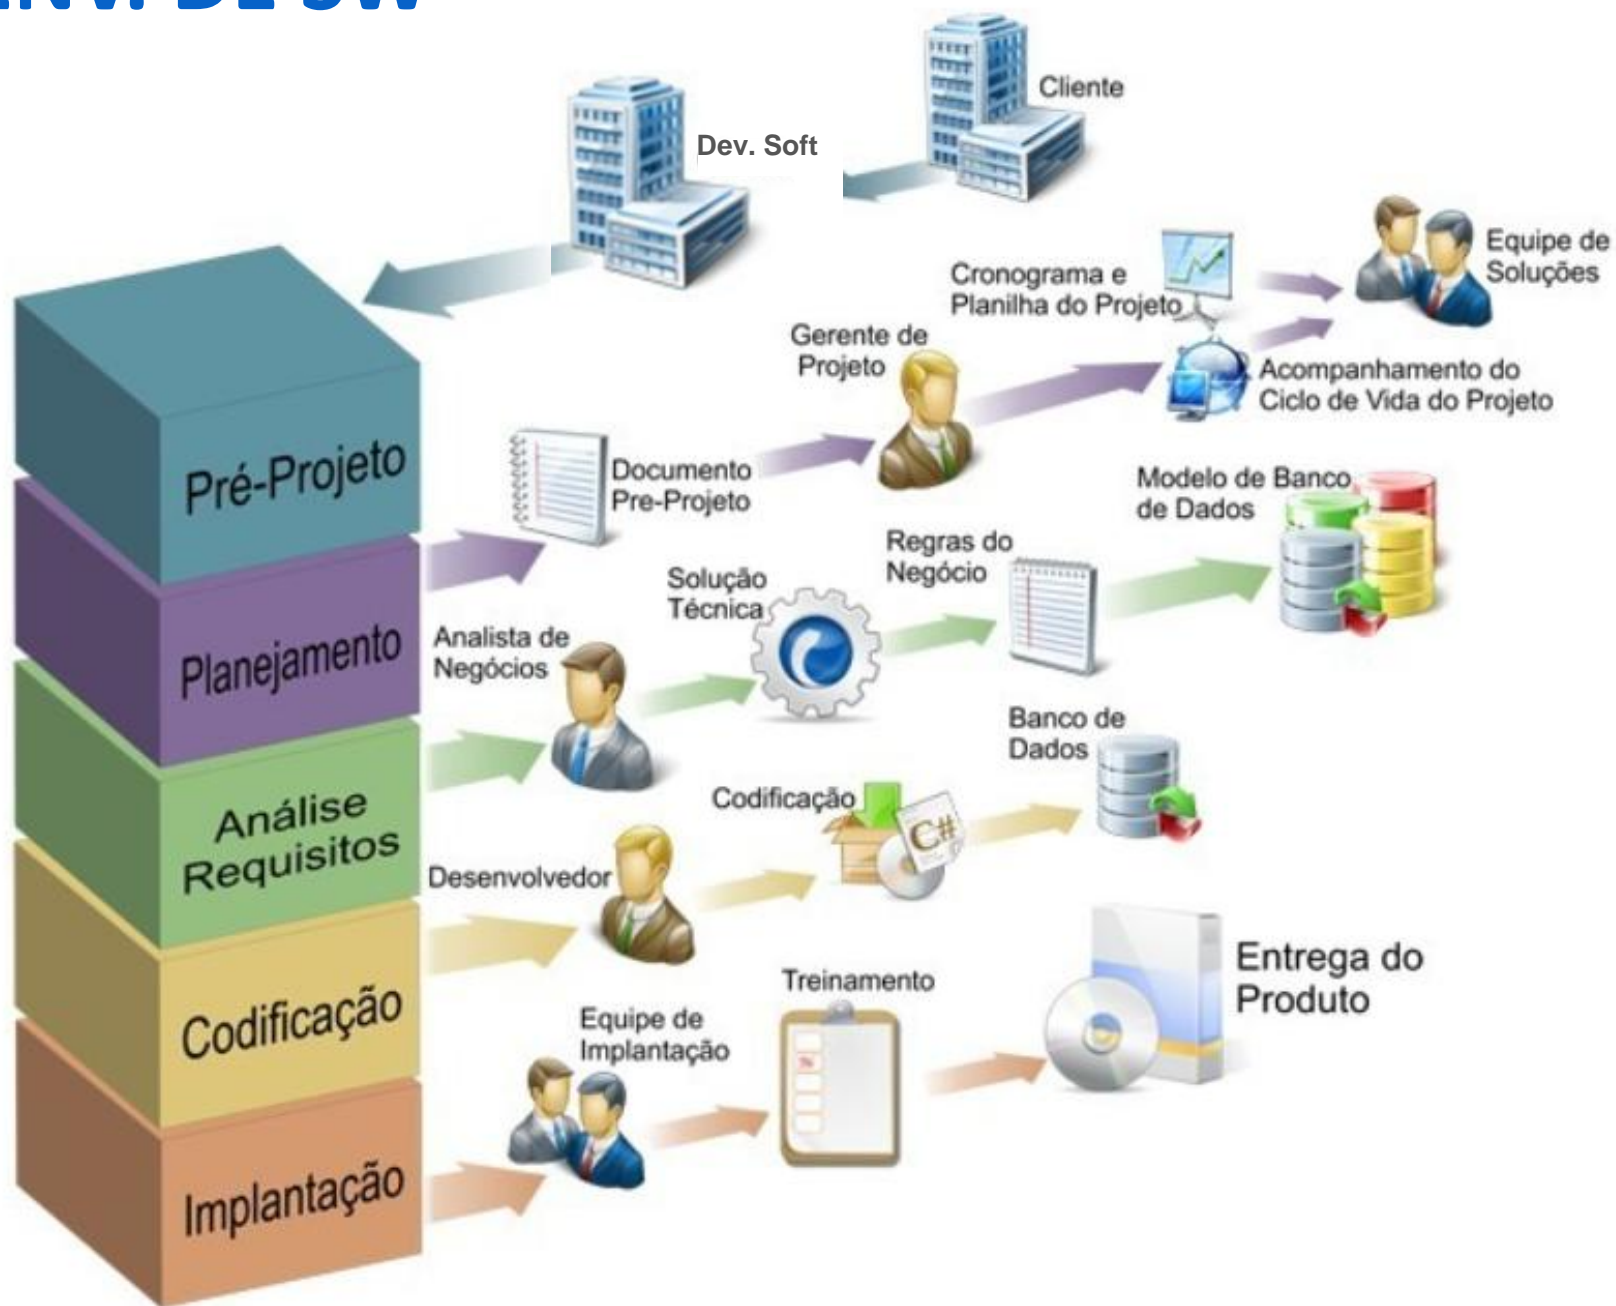 DE SW
Cliente
Dev. Soft
Equipe de
Soluções
Cronograma e
Planilha do Projeto
Gerente de
Projeto
Acompanhamento do
Ciclo de Vida do Projeto
Pré-Projeto
Documento
Pre-Projeto
Modelo de Banco
de Dados
Regras do
Negócio
Solução
Técnica
Planejamento
Analista de
Negócios
Banco de
Dados
Análise
Requisitos
Codificação
C#
Desenvolvedor
Entrega do
Produto
Treinamento
Codificação
Equipe de
Implantação
Implantação